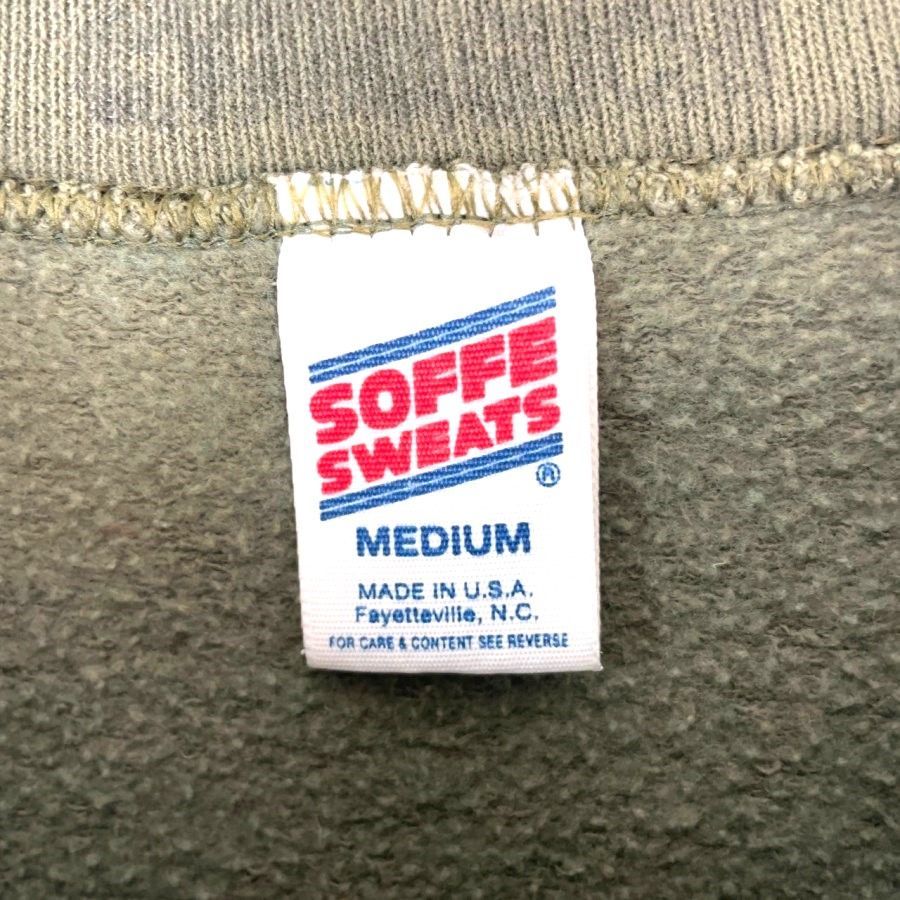 SOFFE
SWEATS
®
MEDIUM
MADE IN U.S.A.
Fayetteville, N.C.
FOR CARE & CONTENT SEE REVERSE